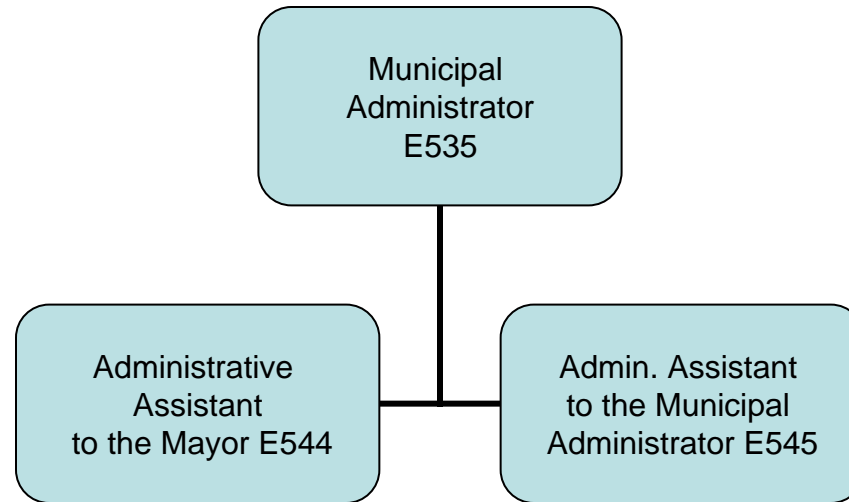 Municipal
Administrator
E535
Administrative
Assistant
to the Mayor E544
Admin. Assistant
to the Municipal
Administrator E545